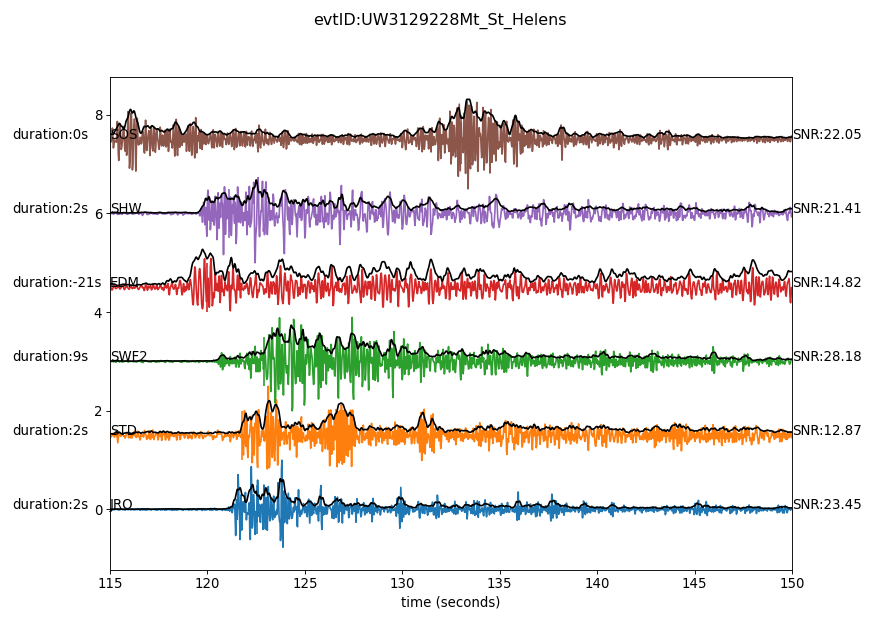 evtID:UW3129228Mt_St_Helens
8
duration:0s SOS SNR:22.05
duration:2s SHW SNR:21.41
6
duration:-21s EDM SNR:14.82
4
duration:9s SWF2 SNR:28.18
2
duration:2s STD SNR:12.87
duration:2s JRO SNR:23.45
0
115 120 125 130 135 140 145 150
time (seconds)